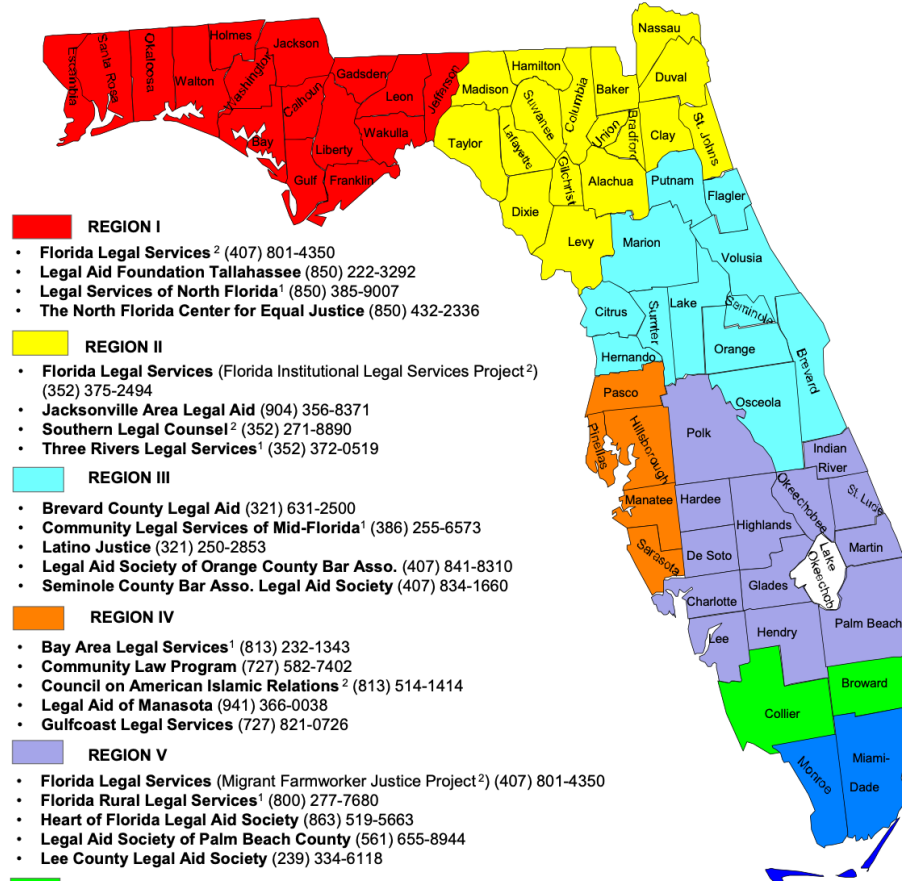 Nassau
Holmes
Jackson
Hamilton
Duval
Escambia
Santa Rosa
Okaloosa
Walton
Washington
Gadsden
Leon
Jefferson
Madison
Suwannee
Columbia
Baker
Calhoun
Bay
Liberty
Wakulla
Taylor
Lafayette
Union
Bradford
Clay
St. Johns
Gulf
Franklin
Gilchrist
Alachua
Putnam
Dixie
Flagler
Levy
Marion
Volusia
REGION I
• Florida Legal Services ² (407) 801-4350
• Legal Aid Foundation Tallahassee (850) 222-3292
• Legal Services of North Florida¹ (850) 385-9007
• The North Florida Center for Equal Justice (850) 432-2336
Citrus
Sumter
Lake
Seminole
Hernando
Orange
Brevard
REGION II
• Florida Legal Services (Florida Institutional Legal Services Project ²)
(352) 375-2494
• Jacksonville Area Legal Aid (904) 356-8371
• Southern Legal Counsel ² (352) 271-8890
• Three Rivers Legal Services¹ (352) 372-0519
Pasco
Osceola
Pinellas
Hillsborough
Polk
Indian
River
REGION III
• Brevard County Legal Aid (321) 631-2500
• Community Legal Services of Mid-Florida¹ (386) 255-6573
• Latino Justice (321) 250-2853
• Legal Aid Society of Orange County Bar Asso. (407) 841-8310
• Seminole County Bar Asso. Legal Aid Society (407) 834-1660
Manatee
Hardee
Okeechobee
St. Lucie
Highlands
Sarasota
De Soto
Lake
Okeechob
Martin
Charlotte
Glades
REGION IV
• Bay Area Legal Services¹ (813) 232-1343
• Community Law Program (727) 582-7402
• Council on American Islamic Relations ² (813) 514-1414
• Legal Aid of Manasota (941) 366-0038
• Gulfcoast Legal Services (727) 821-0726
Lee
Hendry
Palm Beach
Broward
Collier
REGION V
• Florida Legal Services (Migrant Farmworker Justice Project ²) (407) 801-4350
• Florida Rural Legal Services¹ (800) 277-7680
• Heart of Florida Legal Aid Society (863) 519-5663
• Legal Aid Society of Palm Beach County (561) 655-8944
• Lee County Legal Aid Society (239) 334-6118
Monroe
Miami-
Dade